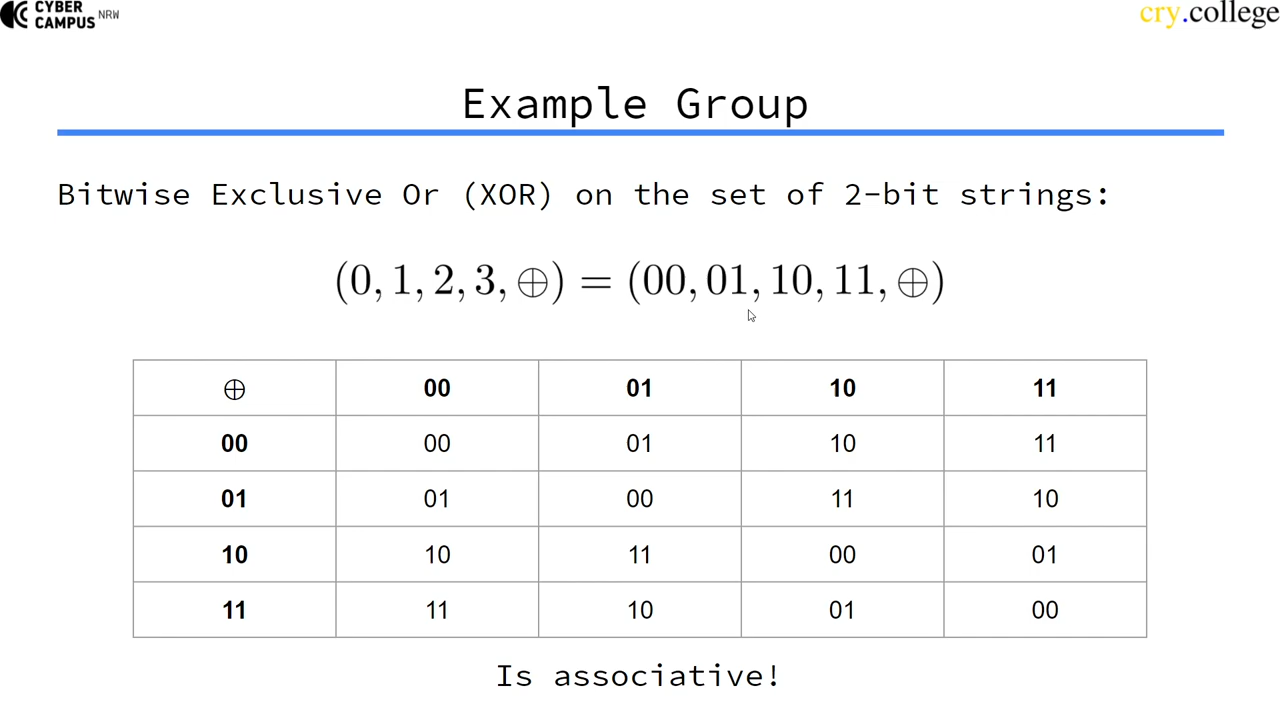 CYBER
CAMPUS NRW
cry.college
Example Group
Bitwise Exclusive Or (XOR) on the set of 2-bit strings:
(0, 1, 2, 3, ⊕) = (00, 01, 10, 11, ⊕)
⊕ 00 01 10 11
00 00 01 10 11
01 01 00 11 10
10 10 11 00 01
11 11 10 01 00
Is associative!